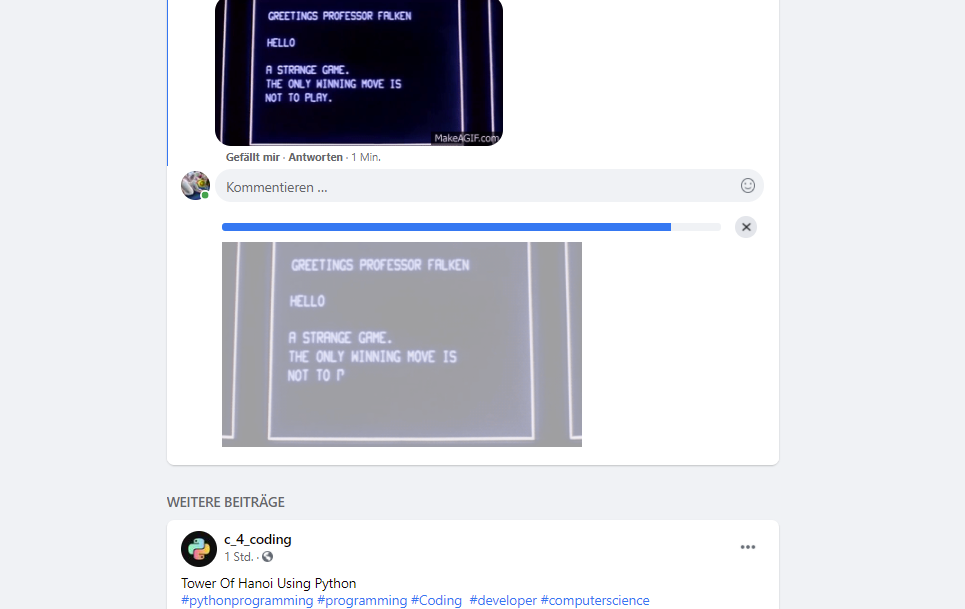 GREETINGS PROFESSOR FALKEN
HELLO
A STRANGE GAME.
THE ONLY WINNING MOVE IS
NOT TO PLAY.
MakeAGIF.com
Gefällt mir · Antworten · 1 Min.
Kommentieren ...
GREETINGS PROFESSOR FALKEN
HELLO
A STRANGE GAME.
THE ONLY WINNING MOVE IS
NOT TO P
WEITERE BEITRÄGE
c_4_coding
1 Std. ·
Tower Of Hanoi Using Python
#pythonprogramming #programming #Coding #developer #computerscience